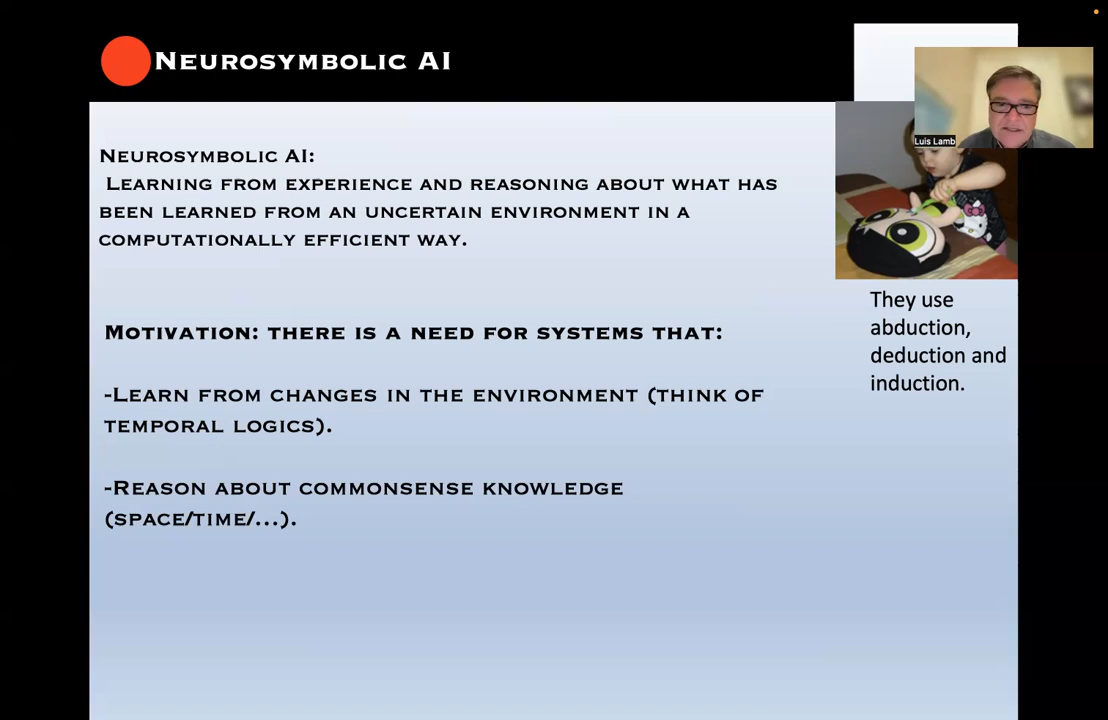 Neurosymbolic AI
Luis Lamb
Neurosymbolic AI:
Learning from experience and reasoning about what has
been learned from an uncertain environment in a
computationally efficient way.
Motivation: there is a need for systems that:
-Learn from changes in the environment (think of
temporal logics).
-Reason about commonsense knowledge
(space/time/...).
They use
abduction,
deduction and
induction.